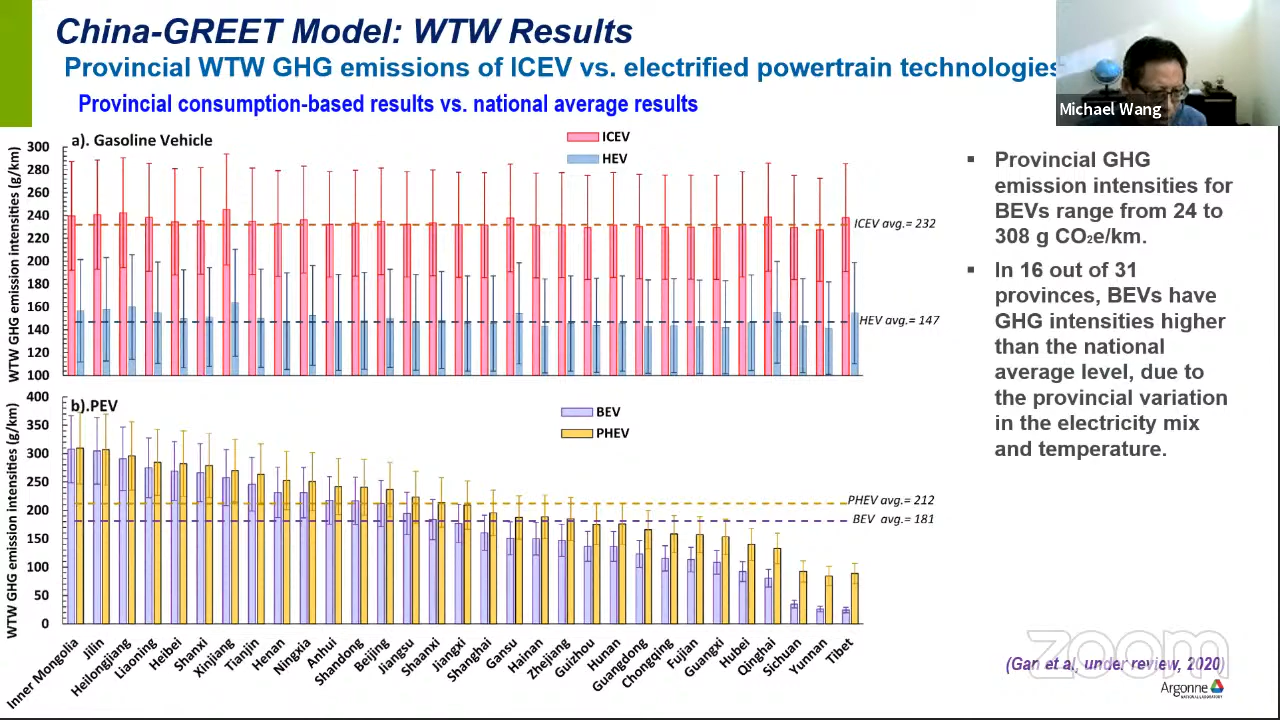 China-GREET Model: WTW Results
Provincial WTW GHG emissions of ICEV vs. electrified powertrain technologies
Provincial consumption-based results vs. national average results
Michael Wang
a). Gasoline Vehicle
ICEV
HEV
WTW GHG emission intensities (g/km)
300
280
260
240
220
200
180
160
140
120
100
ICEV avg.= 232
HEV avg.= 147
b).PEV
BEV
PHEV
WTW GHG emission intensities (g/km)
400
350
300
250
200
150
100
50
0
PHEV avg.= 212
BEV avg.= 181
Inner Mongolia
Jilin
Heilongjiang
Liaoning
Heibei
Shanxi
Xinjiang
Tianjin
Henan
Ningxia
Anhui
Shandong
Beijing
Jiangsu
Shaanxi
Jiangxi
Shanghai
Gansu
Hainan
Zhejiang
Guizhou
Hunan
Guangdong
Chongqing
Fujian
Guangxi
Hubei
Qinghai
Sichuan
Yunnan
Tibet
▪ Provincial GHG
emission intensities for
BEVs range from 24 to
308 g CO₂e/km.
▪ In 16 out of 31
provinces, BEVs have
GHG intensities higher
than the national
average level, due to
the provincial variation
in the electricity mix
and temperature.
zoom
(Gan et al, under review, 2020)
Argonne
NATIONAL LABORATORY